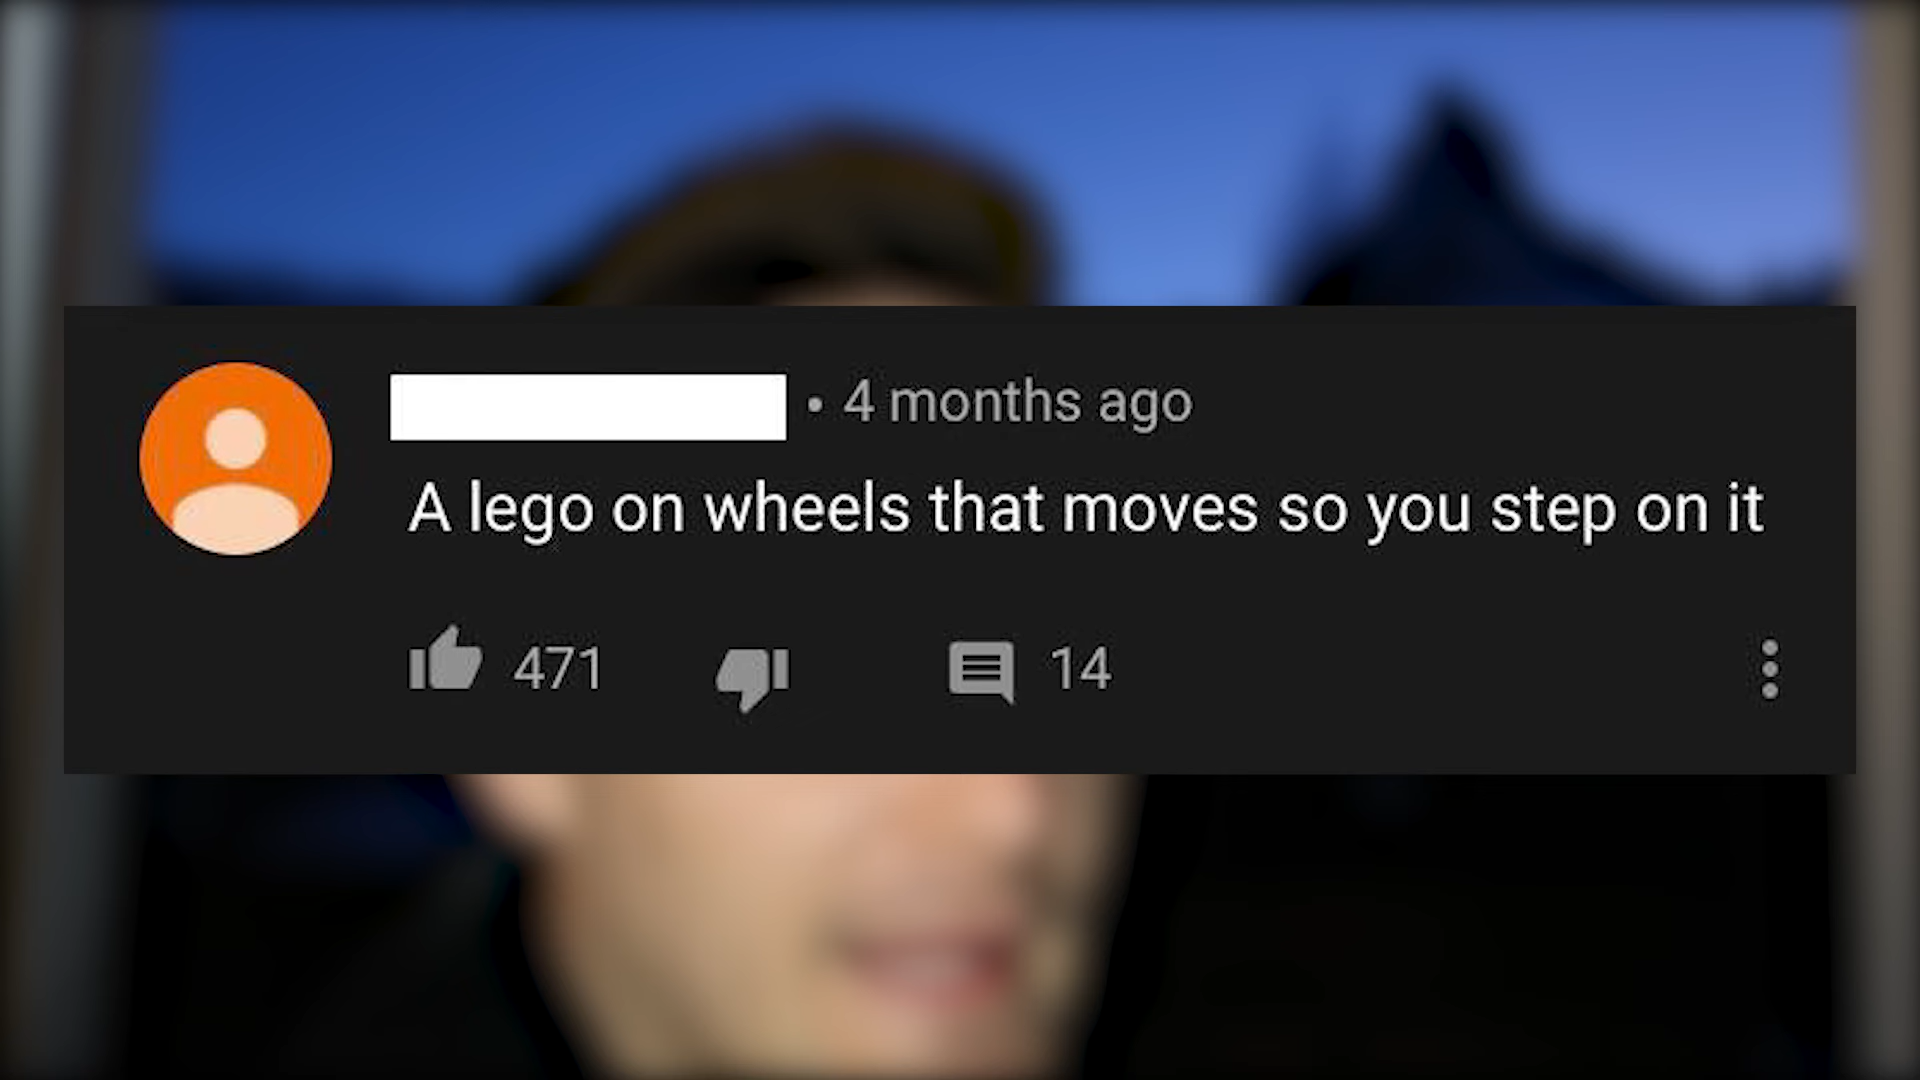 • 4 months ago
A lego on wheels that moves so you step on it
471 14